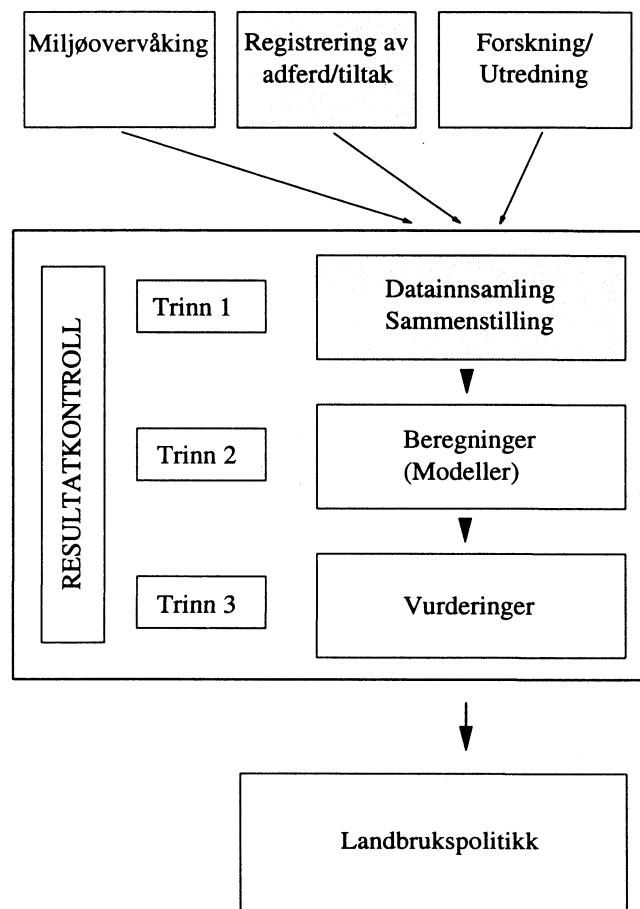 Miljøovervåking
Registrering av
adferd/tiltak
Forskning/
Utredning
RESULTATKONTROLL
Trinn 1
Datainnsamling
Sammenstilling
Trinn 2
Beregninger
(Modeller)
Trinn 3
Vurderinger
Landbrukspolitikk